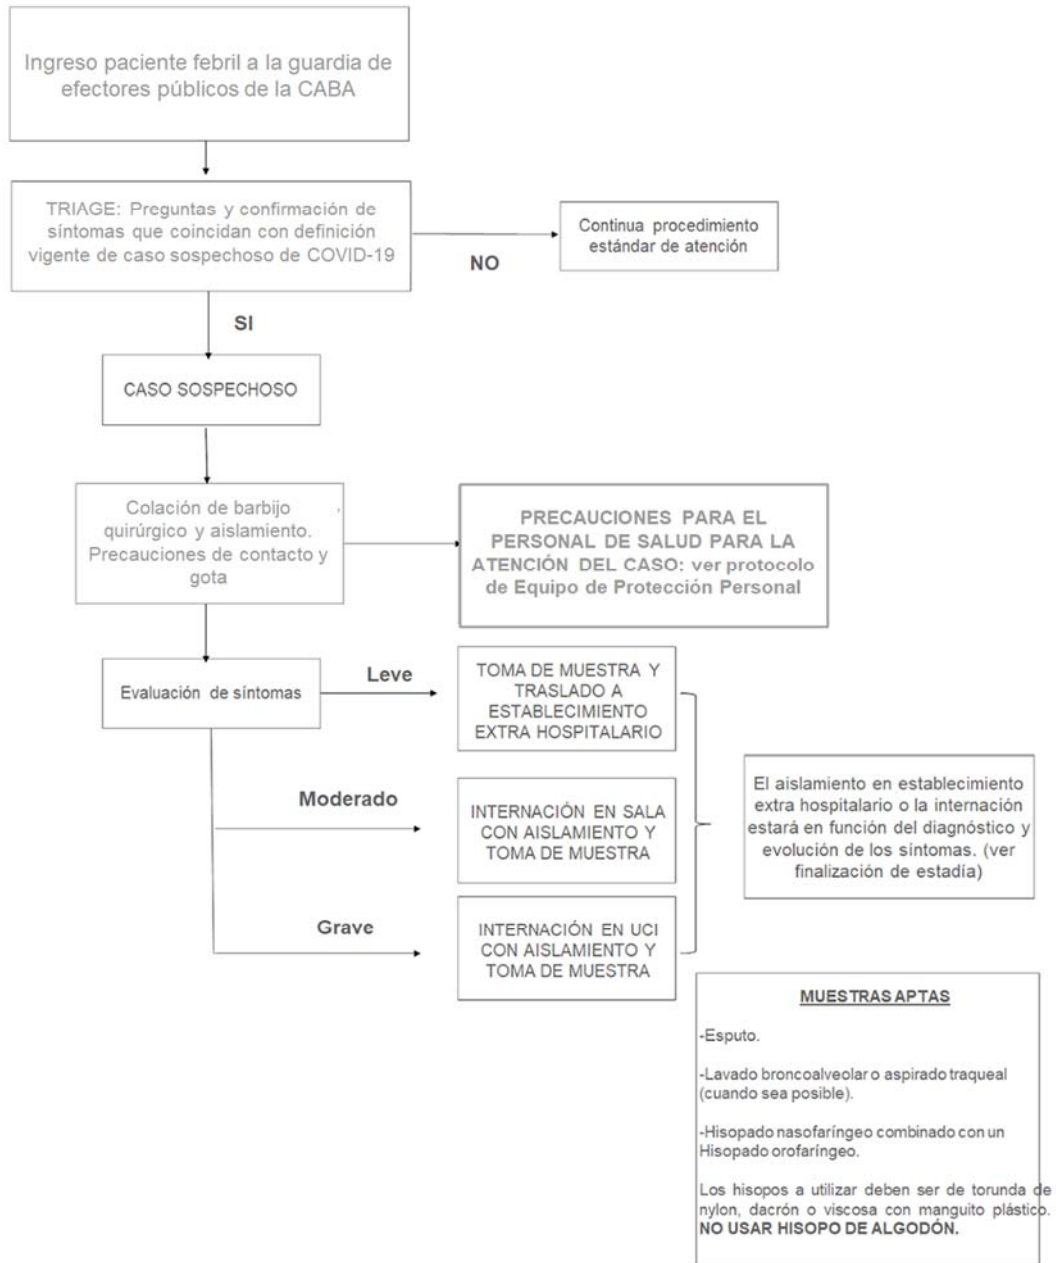 Ingreso paciente febril a la guardia de
efectores públicos de la CABA
TRIAGE: Preguntas y confirmación de
síntomas que coincidan con definición
vigente de caso sospechoso de COVID-19
Continua procedimiento
estándar de atención
NO
SI
CASO SOSPECHOSO
Colación de barbijo
quirúrgico y aislamiento.
Precauciones de contacto y
gota
PRECAUCIONES PARA EL
PERSONAL DE SALUD PARA LA
ATENCIÓN DEL CASO: ver protocolo
de Equipo de Protección Personal
Evaluación de síntomas
Leve
TOMA DE MUESTRA Y
TRASLADO A
ESTABLECIMIENTO
EXTRA HOSPITALARIO
Moderado
INTERNACIÓN EN SALA
CON AISLAMIENTO Y
TOMA DE MUESTRA
Grave
INTERNACIÓN EN UCI
CON AISLAMIENTO Y
TOMA DE MUESTRA
El aislamiento en establecimiento
extra hospitalario o la internación
estará en función del diagnóstico y
evolución de los síntomas. (ver
finalización de estadía)
MUESTRAS APTAS
-Esputo.
-Lavado broncoalveolar o aspirado traqueal
(cuando sea posible).
-Hisopado nasofaríngeo combinado con un
Hisopado orofaríngeo.
Los hisopos a utilizar deben ser de torunda de
nylon, dacrón o viscosa con manguito plástico.
NO USAR HISOPO DE ALGODÓN.